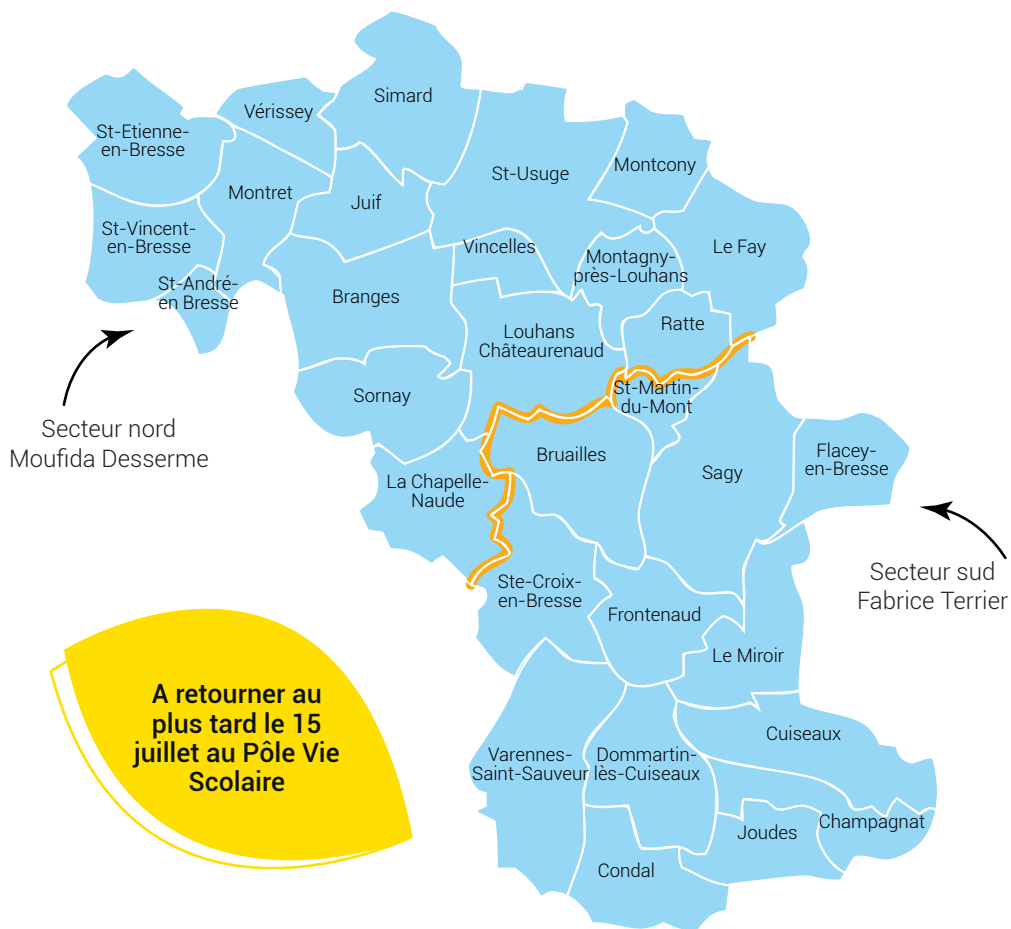 Simard
Vérissey
St-Etienne-
en-Bresse
St-Usuge
Montcony
Montret
Juif
St-Vincent-
en-Bresse
Vincelles
Montagny-
près-Louhans
Le Fay
St-André-
en Bresse
Branges
Louhans
Châteaurenaud
Ratte
Sornay
St-Martin-
du-Mont
Secteur nord
Moufida Desserme
Bruailles
Sagy
Flacey-
en-Bresse
La Chapelle-
Naude
Ste-Croix-
en-Bresse
Secteur sud
Fabrice Terrier
Frontenaud
Le Miroir
A retourner au
plus tard le 15
juillet au Pôle Vie
Scolaire
Cuiseaux
Varennes-
Saint-Sauveur
Dommartin-
lès-Cuiseaux
Joudes
Champagnat
Condal